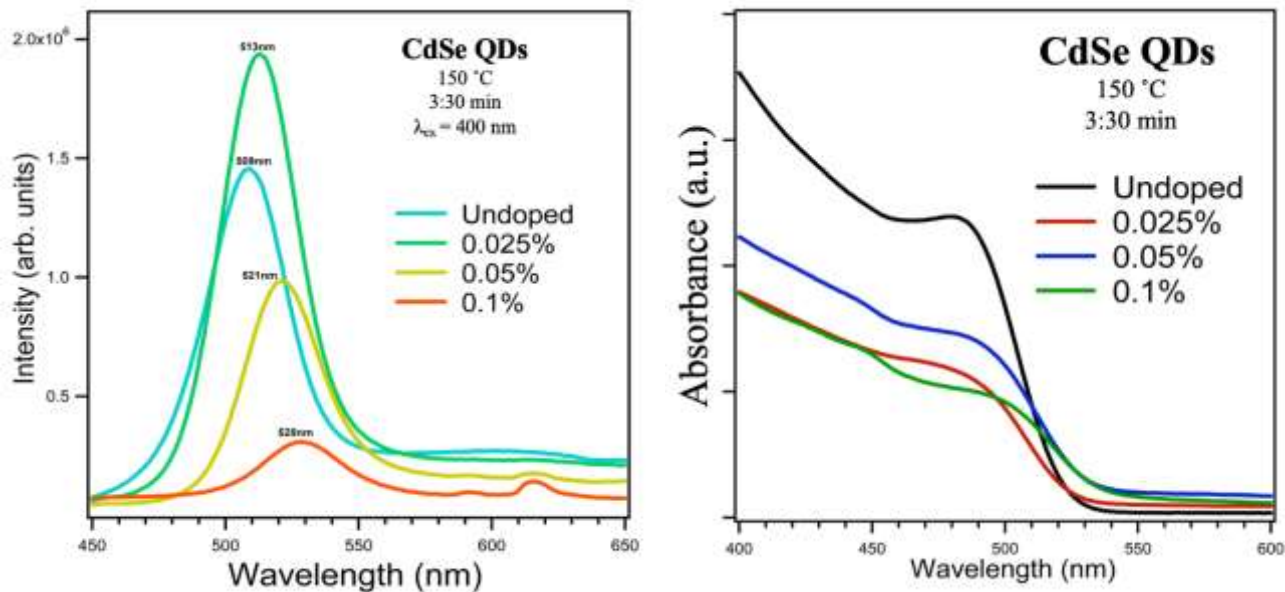 2.0x10⁶
1.5
1.0
0.5
Intensity (arb. units)
450
500
550
600
650
Wavelength (nm)
513nm
509nm
521nm
528nm
CdSe QDs
150 °C
3:30 min
λex = 400 nm
Undoped
0.025%
0.05%
0.1%
Absorbance (a.u.)
400
450
500
550
600
Wavelength (nm)
CdSe QDs
150 °C
3:30 min
Undoped
0.025%
0.05%
0.1%